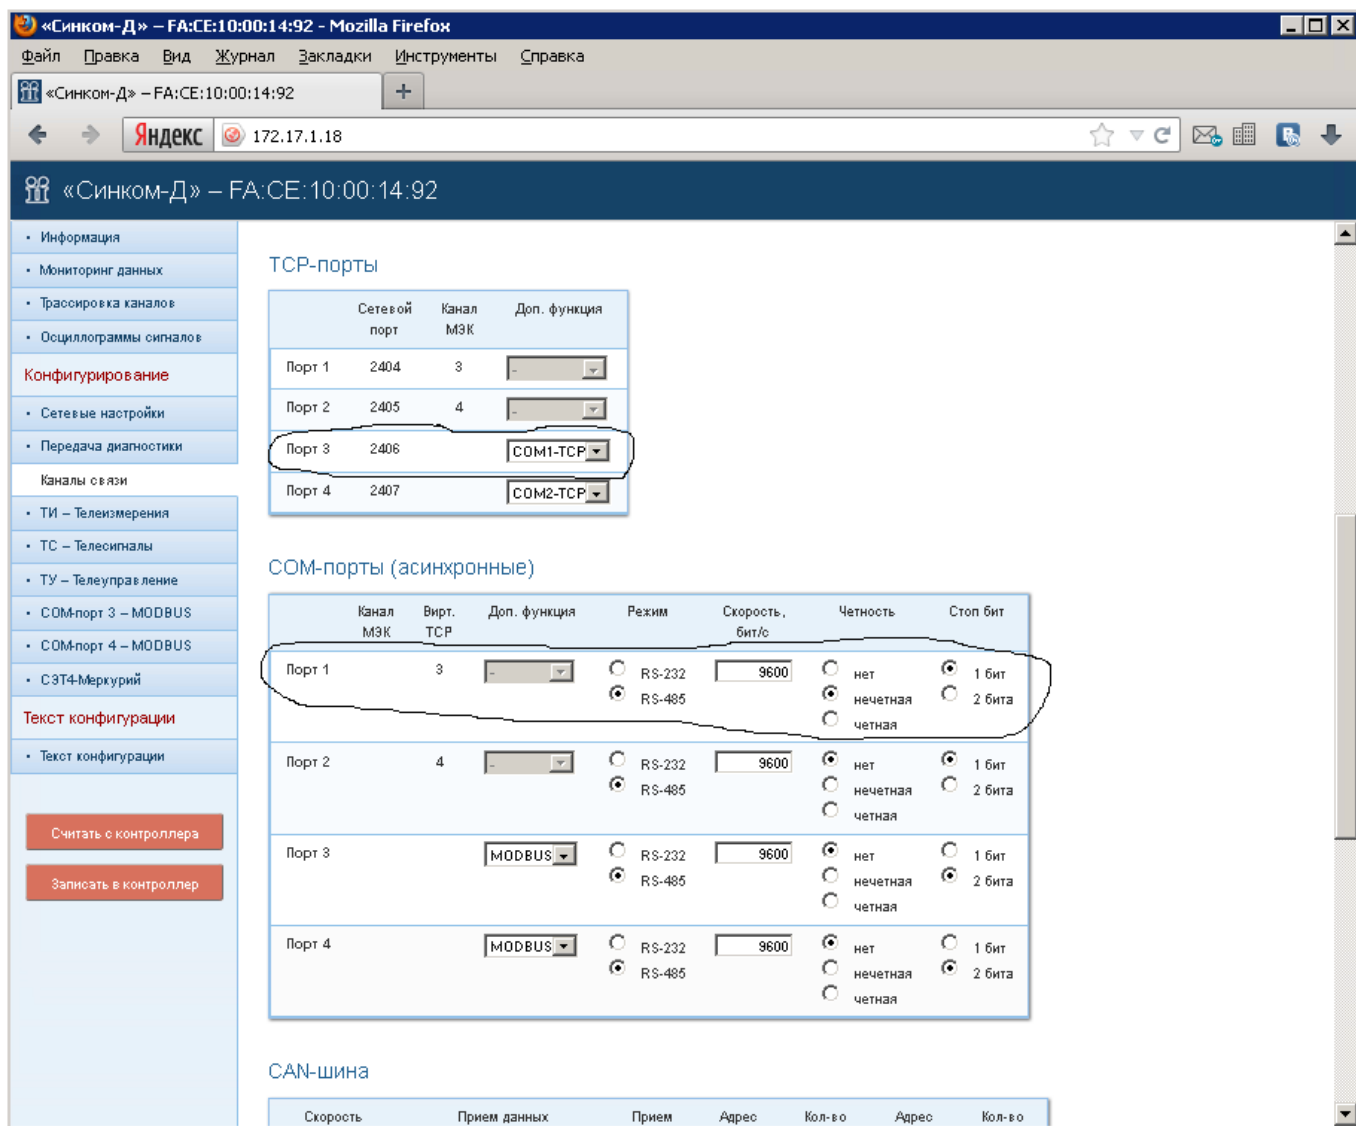 «Синком-Д» – FA:CE:10:00:14:92 - Mozilla Firefox
Файл Правка Вид Журнал Закладки Инструменты Справка
«Синком-Д» – FA:CE:10:00:14:92 +
Яндекс 172.17.1.18
«Синком-Д» – FA:CE:10:00:14:92
Информация
Мониторинг данных
Трассировка каналов
Осциллограммы сигналов
Конфигурирование
Сетевые настройки
Передача диагностики
Каналы связи
ТИ – Телеизмерения
ТС – Телесигналы
ТУ – Телеуправление
COM-порт 3 – MODBUS
COM-порт 4 – MODBUS
СЭТ4-Меркурий
Текст конфигурации
Текст конфигурации
Считать с контроллера
Записать в контроллер
TCP-порты
Сетевой порт Канал МЭК Доп. функция
Порт 1 2404 3 -
Порт 2 2405 4 -
Порт 3 2406 COM1-TCP
Порт 4 2407 COM2-TCP
COM-порты (асинхронные)
Канал МЭК Вирт. TCP Доп. функция Режим Скорость, бит/с Четность Стоп бит
Порт 1 3 - RS-232 9600 нет 1 бит
RS-485 нечетная 2 бита
четная
Порт 2 4 - RS-232 9600 нет 1 бит
RS-485 нечетная 2 бита
четная
Порт 3 MODBUS RS-232 9600 нет 1 бит
RS-485 нечетная 2 бита
четная
Порт 4 MODBUS RS-232 9600 нет 1 бит
RS-485 нечетная 2 бита
четная
CAN-шина
Скорость Прием данных Прием Адрес Кол-во Адрес Кол-во